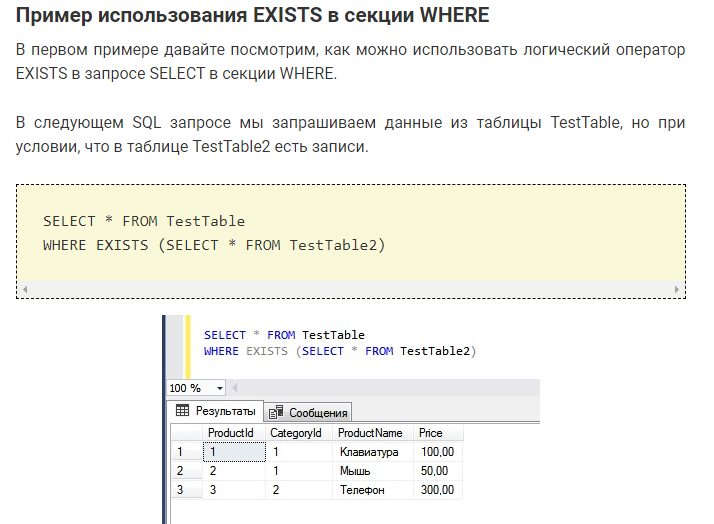 Пример использования EXISTS в секции WHERE
В первом примере давайте посмотрим, как можно использовать логический оператор
EXISTS в запросе SELECT в секции WHERE.
В следующем SQL запросе мы запрашиваем данные из таблицы TestTable, но при
условии, что в таблице TestTable2 есть записи.
SELECT * FROM TestTable
WHERE EXISTS (SELECT * FROM TestTable2)
SELECT * FROM TestTable
WHERE EXISTS (SELECT * FROM TestTable2)
100 %
Результаты Сообщения
ProductId CategoryId ProductName Price
1 1 1 Клавиатура 100,00
2 2 1 Мышь 50,00
3 3 2 Телефон 300,00